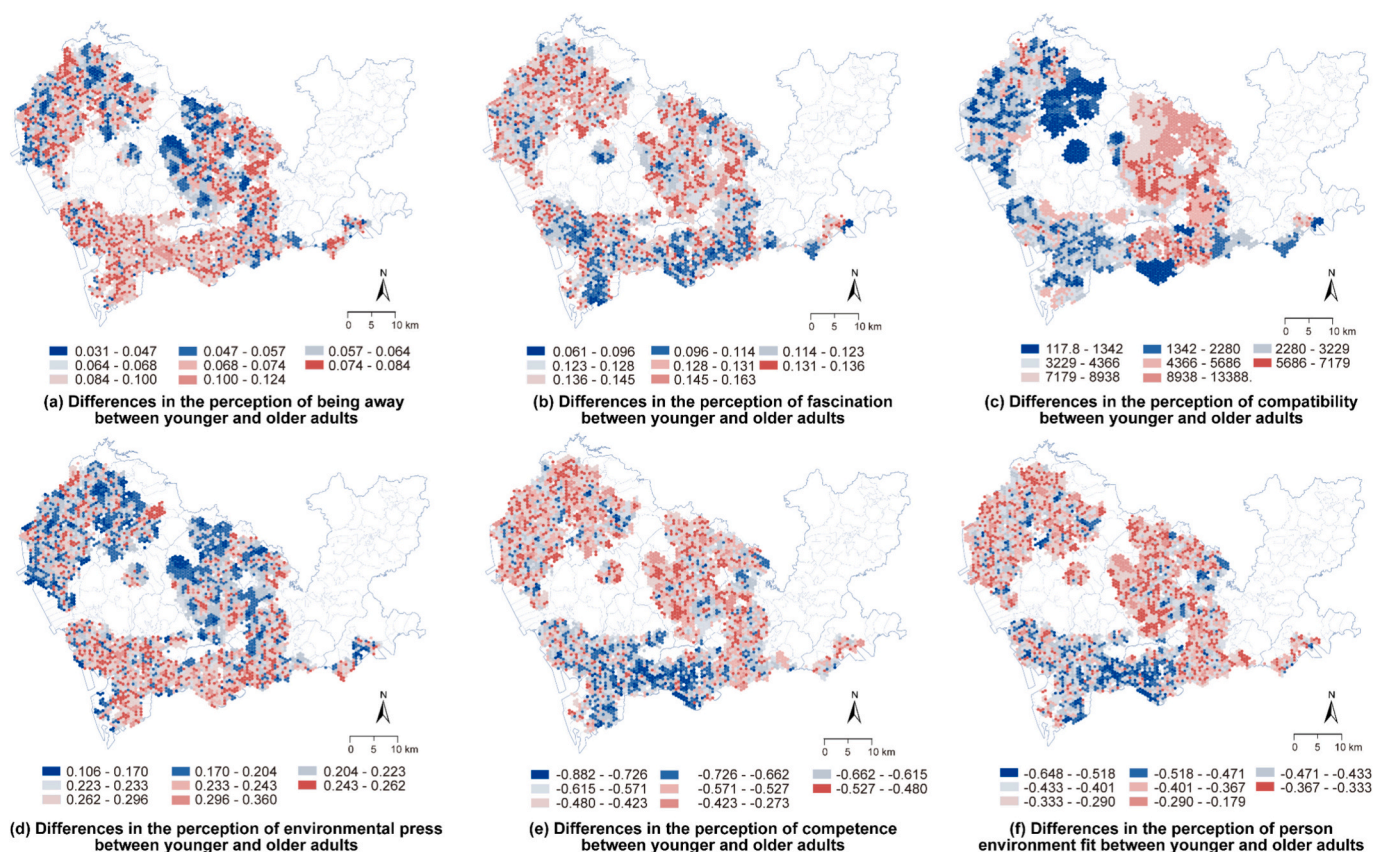 N
0 5 10 km
0.031 - 0.047 0.047 - 0.057 0.057 - 0.064
0.064 - 0.068 0.068 - 0.074 0.074 - 0.084
0.084 - 0.100 0.100 - 0.124
(a) Differences in the perception of being away
between younger and older adults
N
0 5 10 km
0.061 - 0.096 0.096 - 0.114 0.114 - 0.123
0.123 - 0.128 0.128 - 0.131 0.131 - 0.136
0.136 - 0.145 0.145 - 0.163
(b) Differences in the perception of fascination
between younger and older adults
N
0 5 10 km
117.8 - 1342 1342 - 2280 2280 - 3229
3229 - 4366 4366 - 5686 5686 - 7179
7179 - 8938 8938 - 13388.
(c) Differences in the perception of compatibility
between younger and older adults
N
0 5 10 km
0.106 - 0.170 0.170 - 0.204 0.204 - 0.223
0.223 - 0.233 0.233 - 0.243 0.243 - 0.262
0.262 - 0.296 0.296 - 0.360
(d) Differences in the perception of environmental press
between younger and older adults
N
0 5 10 km
-0.882 - -0.726 -0.726 - -0.662 -0.662 - -0.615
-0.615 - -0.571 -0.571 - -0.527 -0.527 - -0.480
-0.480 - -0.423 -0.423 - -0.273
(e) Differences in the perception of competence
between younger and older adults
N
0 5 10 km
-0.648 - -0.518 -0.518 - -0.471 -0.471 - -0.433
-0.433 - -0.401 -0.401 - -0.367 -0.367 - -0.333
-0.333 - -0.290 -0.290 - -0.179
(f) Differences in the perception of person
environment fit between younger and older adults